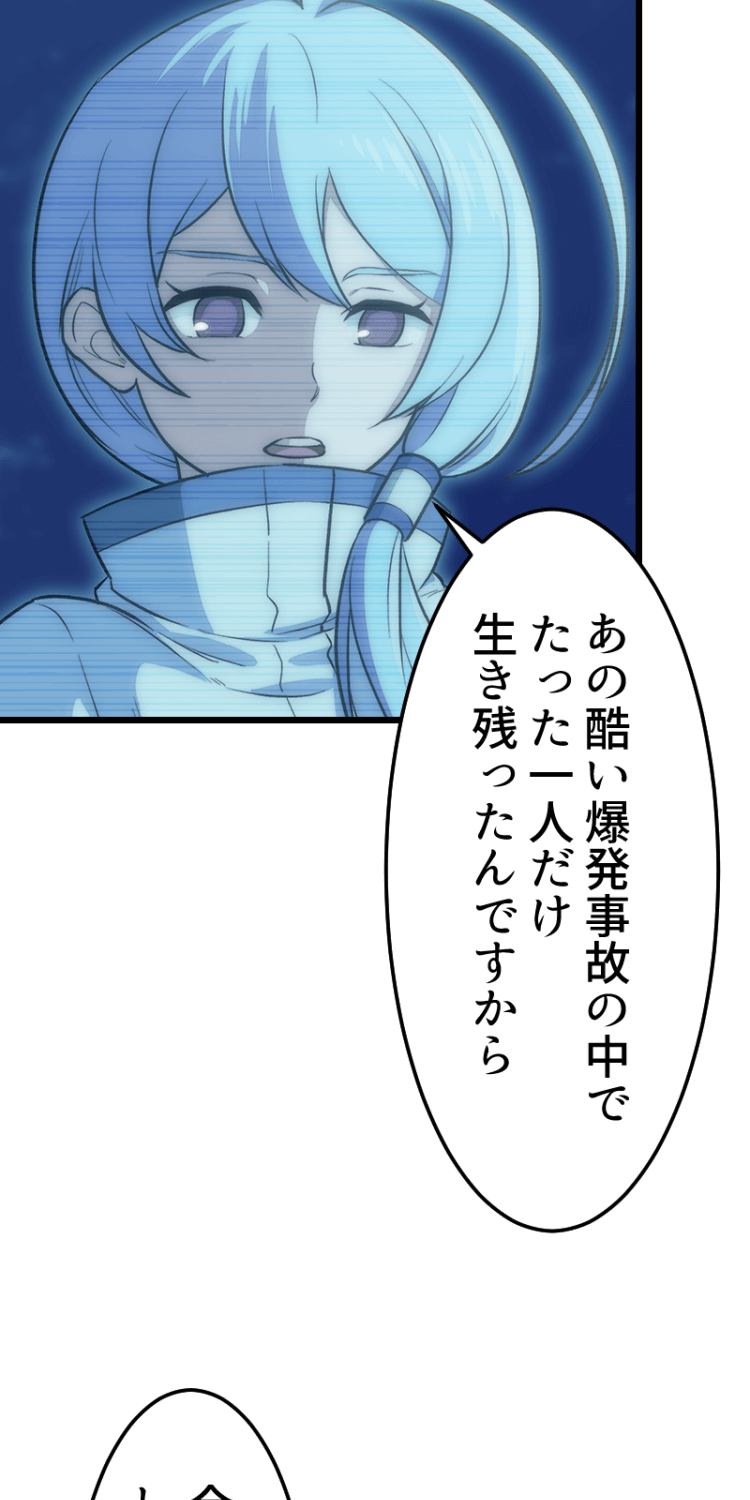 あの酷い爆発事故の中で
たった一人だけ
生き残ったんですから